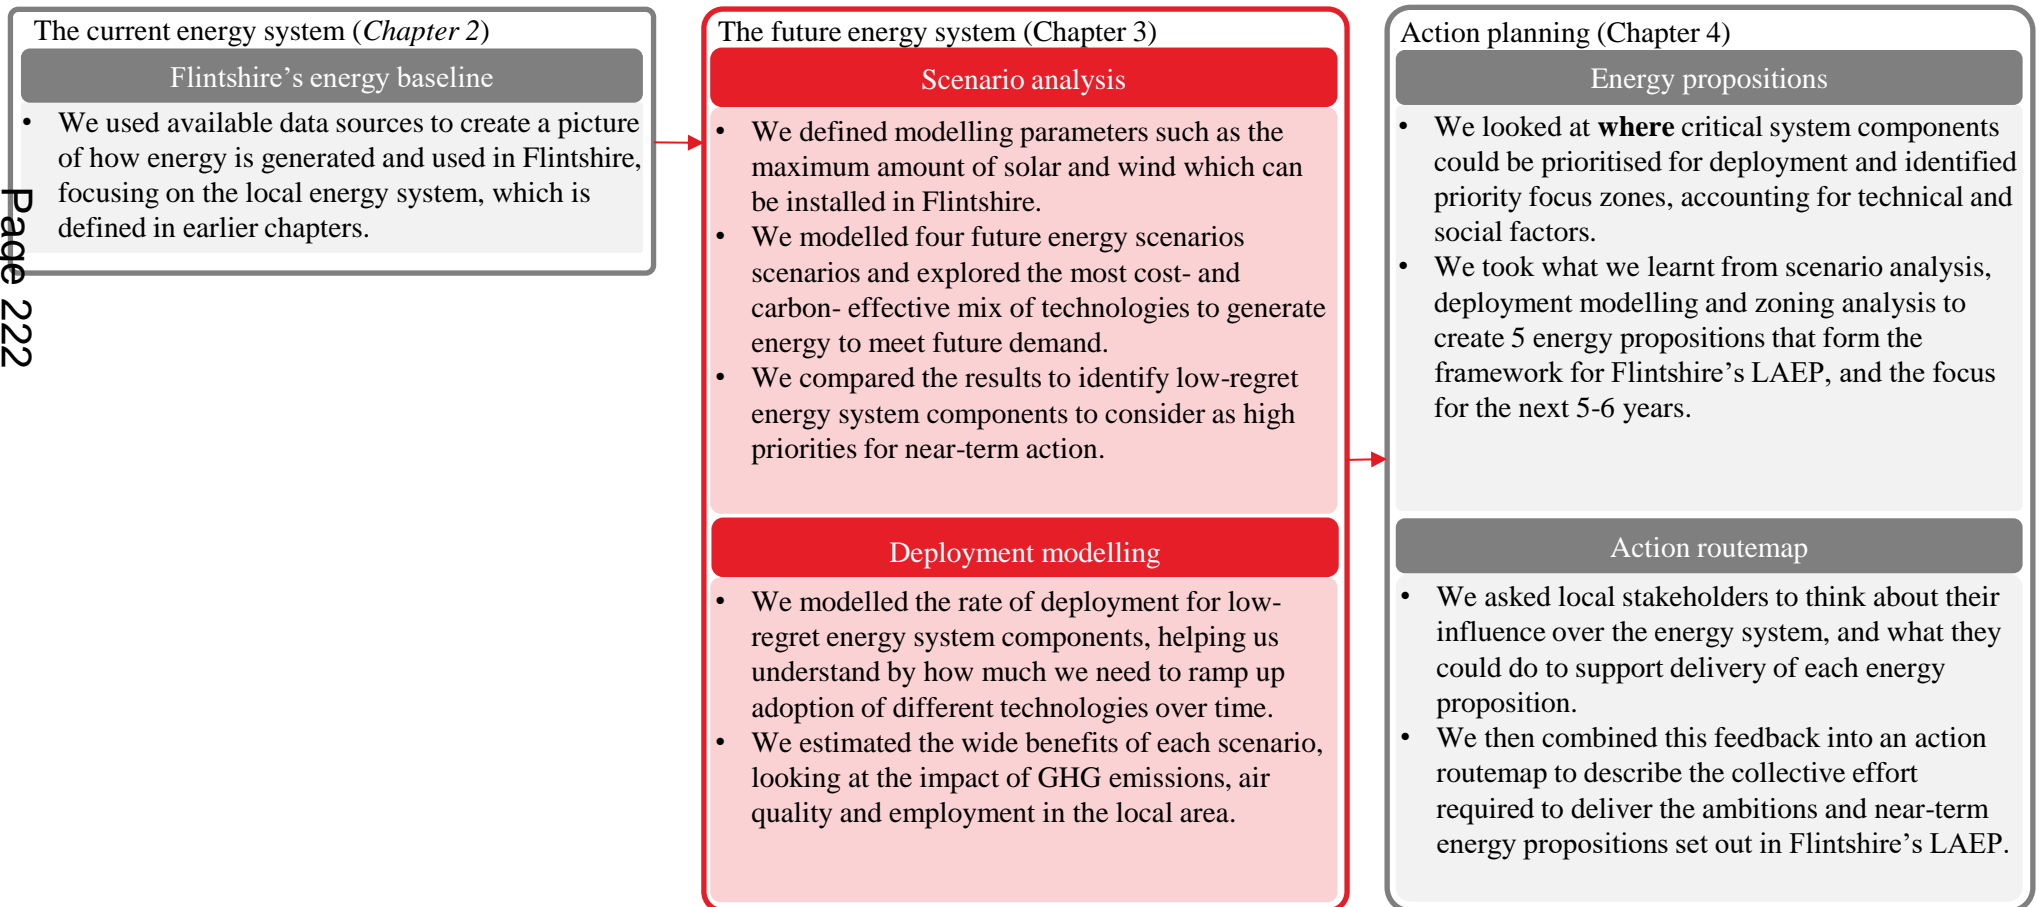 The current energy system (Chapter 2)
Flintshire’s energy baseline
• We used available data sources to create a picture
of how energy is generated and used in Flintshire,
focusing on the local energy system, which is
defined in earlier chapters.
Page 222
The future energy system (Chapter 3)
Scenario analysis
• We defined modelling parameters such as the
maximum amount of solar and wind which can
be installed in Flintshire.
• We modelled four future energy scenarios
scenarios and explored the most cost- and
carbon- effective mix of technologies to generate
energy to meet future demand.
• We compared the results to identify low-regret
energy system components to consider as high
priorities for near-term action.
Deployment modelling
• We modelled the rate of deployment for low-
regret energy system components, helping us
understand by how much we need to ramp up
adoption of different technologies over time.
• We estimated the wide benefits of each scenario,
looking at the impact of GHG emissions, air
quality and employment in the local area.
Action planning (Chapter 4)
Energy propositions
• We looked at where critical system components
could be prioritised for deployment and identified
priority focus zones, accounting for technical and
social factors.
• We took what we learnt from scenario analysis,
deployment modelling and zoning analysis to
create 5 energy propositions that form the
framework for Flintshire’s LAEP, and the focus
for the next 5-6 years.
Action routemap
• We asked local stakeholders to think about their
influence over the energy system, and what they
could do to support delivery of each energy
proposition.
• We then combined this feedback into an action
routemap to describe the collective effort
required to deliver the ambitions and near-term
energy propositions set out in Flintshire’s LAEP.